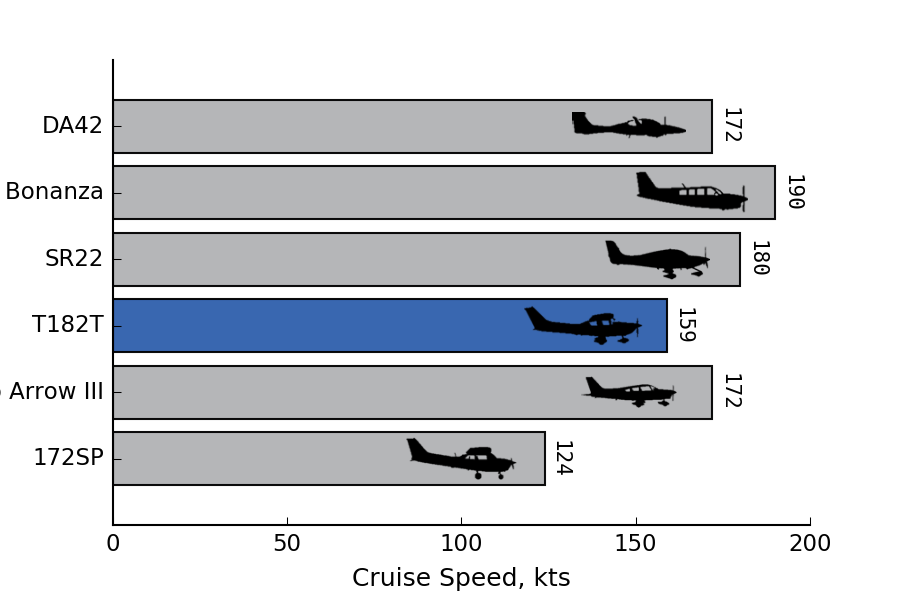 DA42 172
Bonanza 190
SR22 180
T182T 159
Arrow III 172
172SP 124
0 50 100 150 200
Cruise Speed, kts